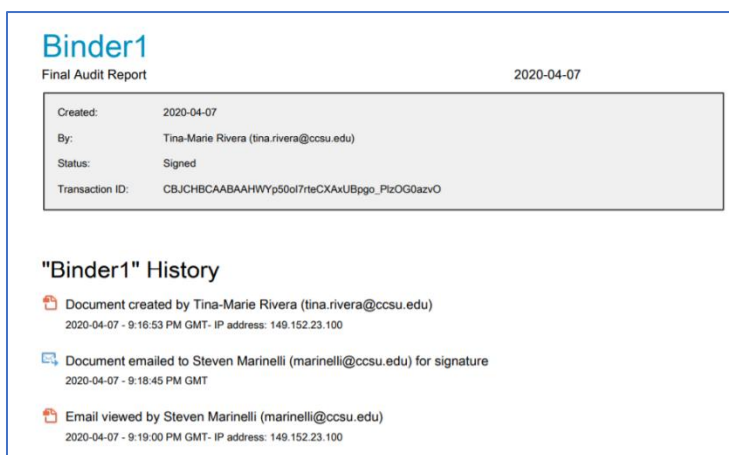 Binder1
Final Audit Report 2020-04-07
Created: 2020-04-07
By: Tina-Marie Rivera (tina.rivera@ccsu.edu)
Status: Signed
Transaction ID: CBJCHBCAABAAHWYp50ol7rteCXAxUBpgo_PlzOG0azvO
"Binder1" History
Document created by Tina-Marie Rivera (tina.rivera@ccsu.edu)
2020-04-07 - 9:16:53 PM GMT- IP address: 149.152.23.100
Document emailed to Steven Marinelli (marinelli@ccsu.edu) for signature
2020-04-07 - 9:18:45 PM GMT
Email viewed by Steven Marinelli (marinelli@ccsu.edu)
2020-04-07 - 9:19:00 PM GMT- IP address: 149.152.23.100